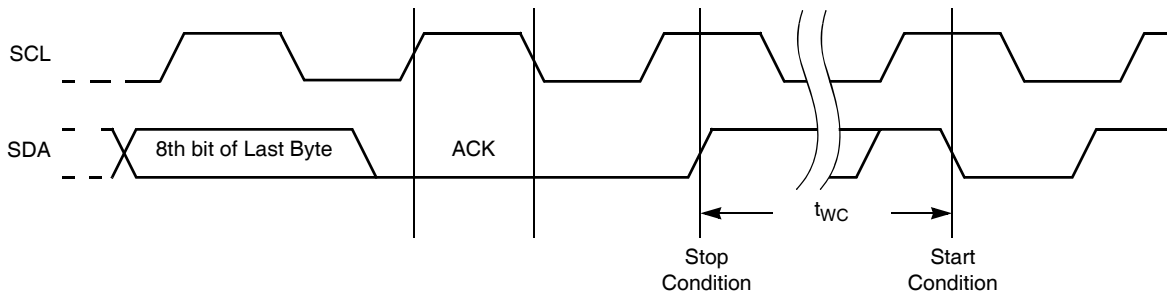 SCL
SDA
8th bit of Last Byte
ACK
tWC
Stop
Condition
Start
Condition